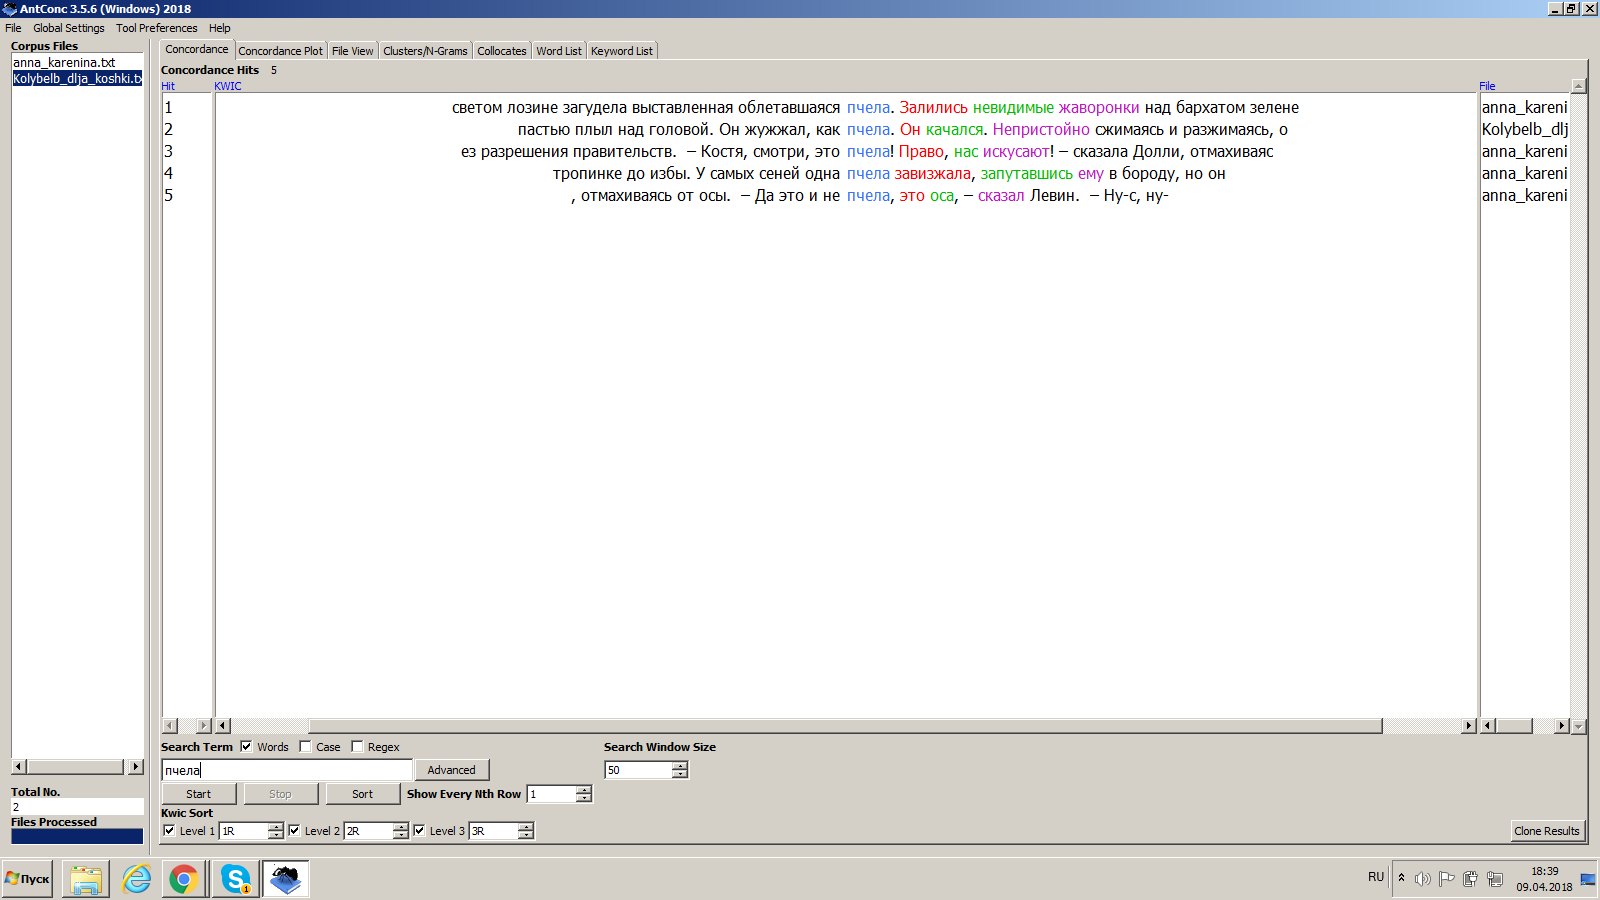 AntConc 3.5.6 (Windows) 2018
File Global Settings Tool Preferences Help
Corpus Files
anna_karenina.txt
Kolybelb_dlja_koshki.tx
Total No.
2
Files Processed
Concordance Concordance Plot File View Clusters/N-Grams Collocates Word List Keyword List
Concordance Hits 5
Hit KWIC File
1 светом лозине загудела выставленная облетавшаяся пчела. Залились невидимые жаворонки над бархатом зелене anna_kareni
2 пастью плыл над головой. Он жужжал, как пчела. Он качался. Непристойно сжимаясь и разжимаясь, о Kolybelb_dlj
3 ез разрешения правительств. – Костя, смотри, это пчела! Право, нас искусают! – сказала Долли, отмахиваяс anna_kareni
4 тропинке до избы. У самых сеней одна пчела завизжала, запутавшись ему в бороду, но он anna_kareni
5 , отмахиваясь от осы. – Да это и не пчела, это оса, – сказал Левин. – Ну-с, ну- anna_kareni
Search Term Words Case Regex Search Window Size
пчела Advanced 50
Start Stop Sort Show Every Nth Row 1
Kwic Sort
Level 1 1R Level 2 2R Level 3 3R
Clone Results
Пуск 1 RU 18:39
09.04.2018